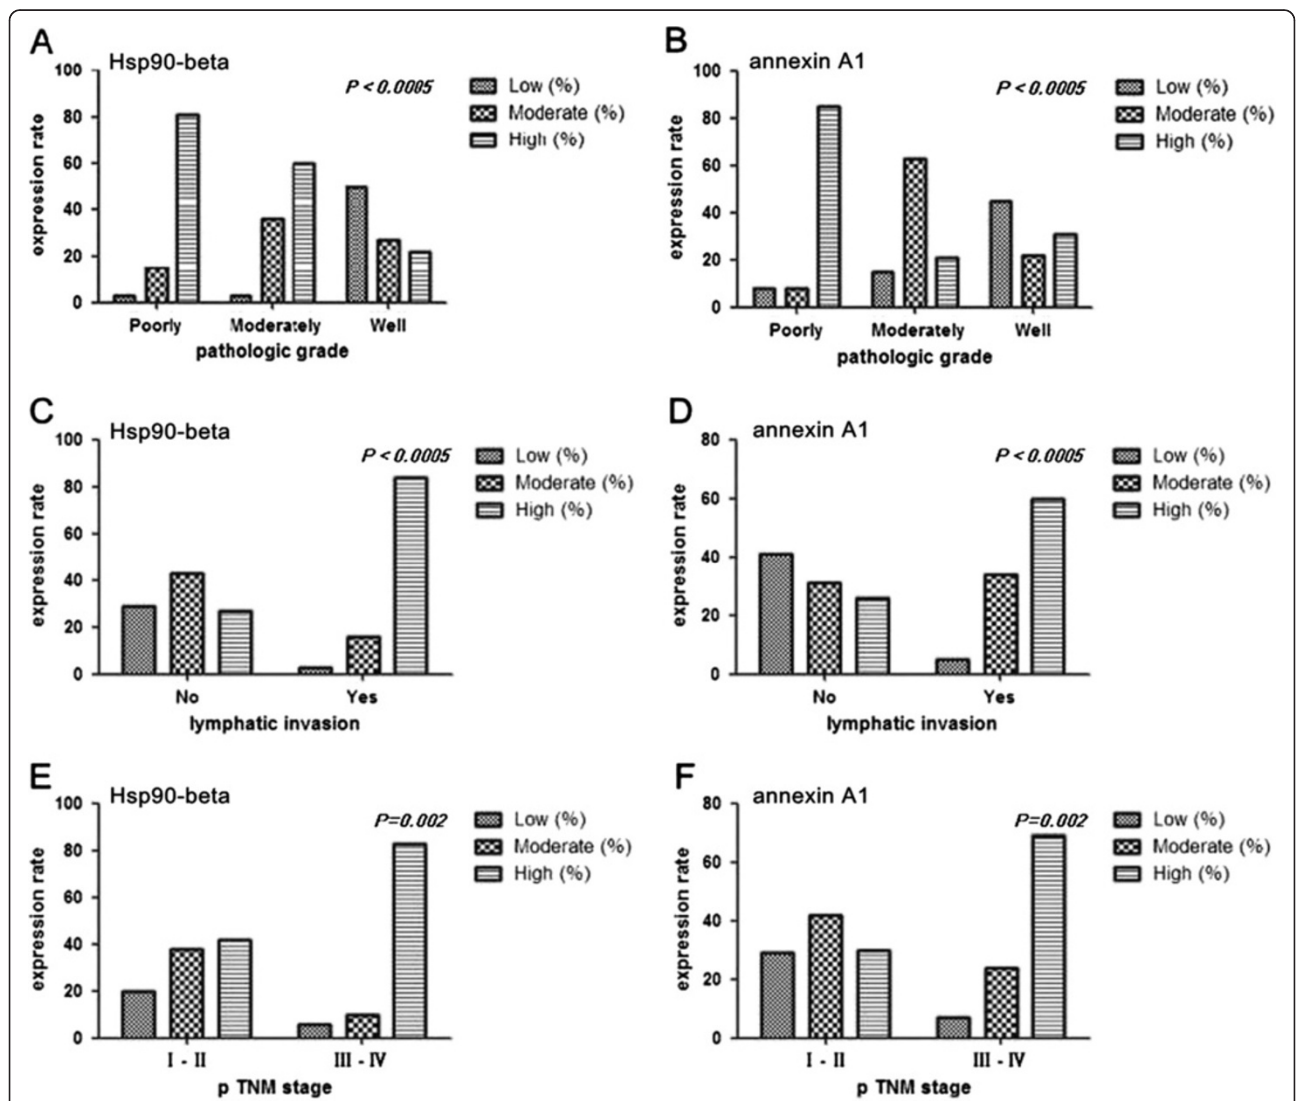 A
Hsp90-beta
P < 0.0005
Low (%)
Moderate (%)
High (%)
expression rate
100
80
60
40
20
0
Poorly Moderately Well
pathologic grade
B
annexin A1
P < 0.0005
Low (%)
Moderate (%)
High (%)
expression rate
100
80
60
40
20
0
Poorly Moderately Well
pathologic grade
C
Hsp90-beta
P < 0.0005
Low (%)
Moderate (%)
High (%)
expression rate
100
80
60
40
20
0
No Yes
lymphatic invasion
D
annexin A1
P < 0.0005
Low (%)
Moderate (%)
High (%)
expression rate
80
60
40
20
0
No Yes
lymphatic invasion
E
Hsp90-beta
P=0.002
Low (%)
Moderate (%)
High (%)
expression rate
100
80
60
40
20
0
I - II III - IV
p TNM stage
F
annexin A1
P=0.002
Low (%)
Moderate (%)
High (%)
expression rate
80
60
40
20
0
I - II III - IV
p TNM stage